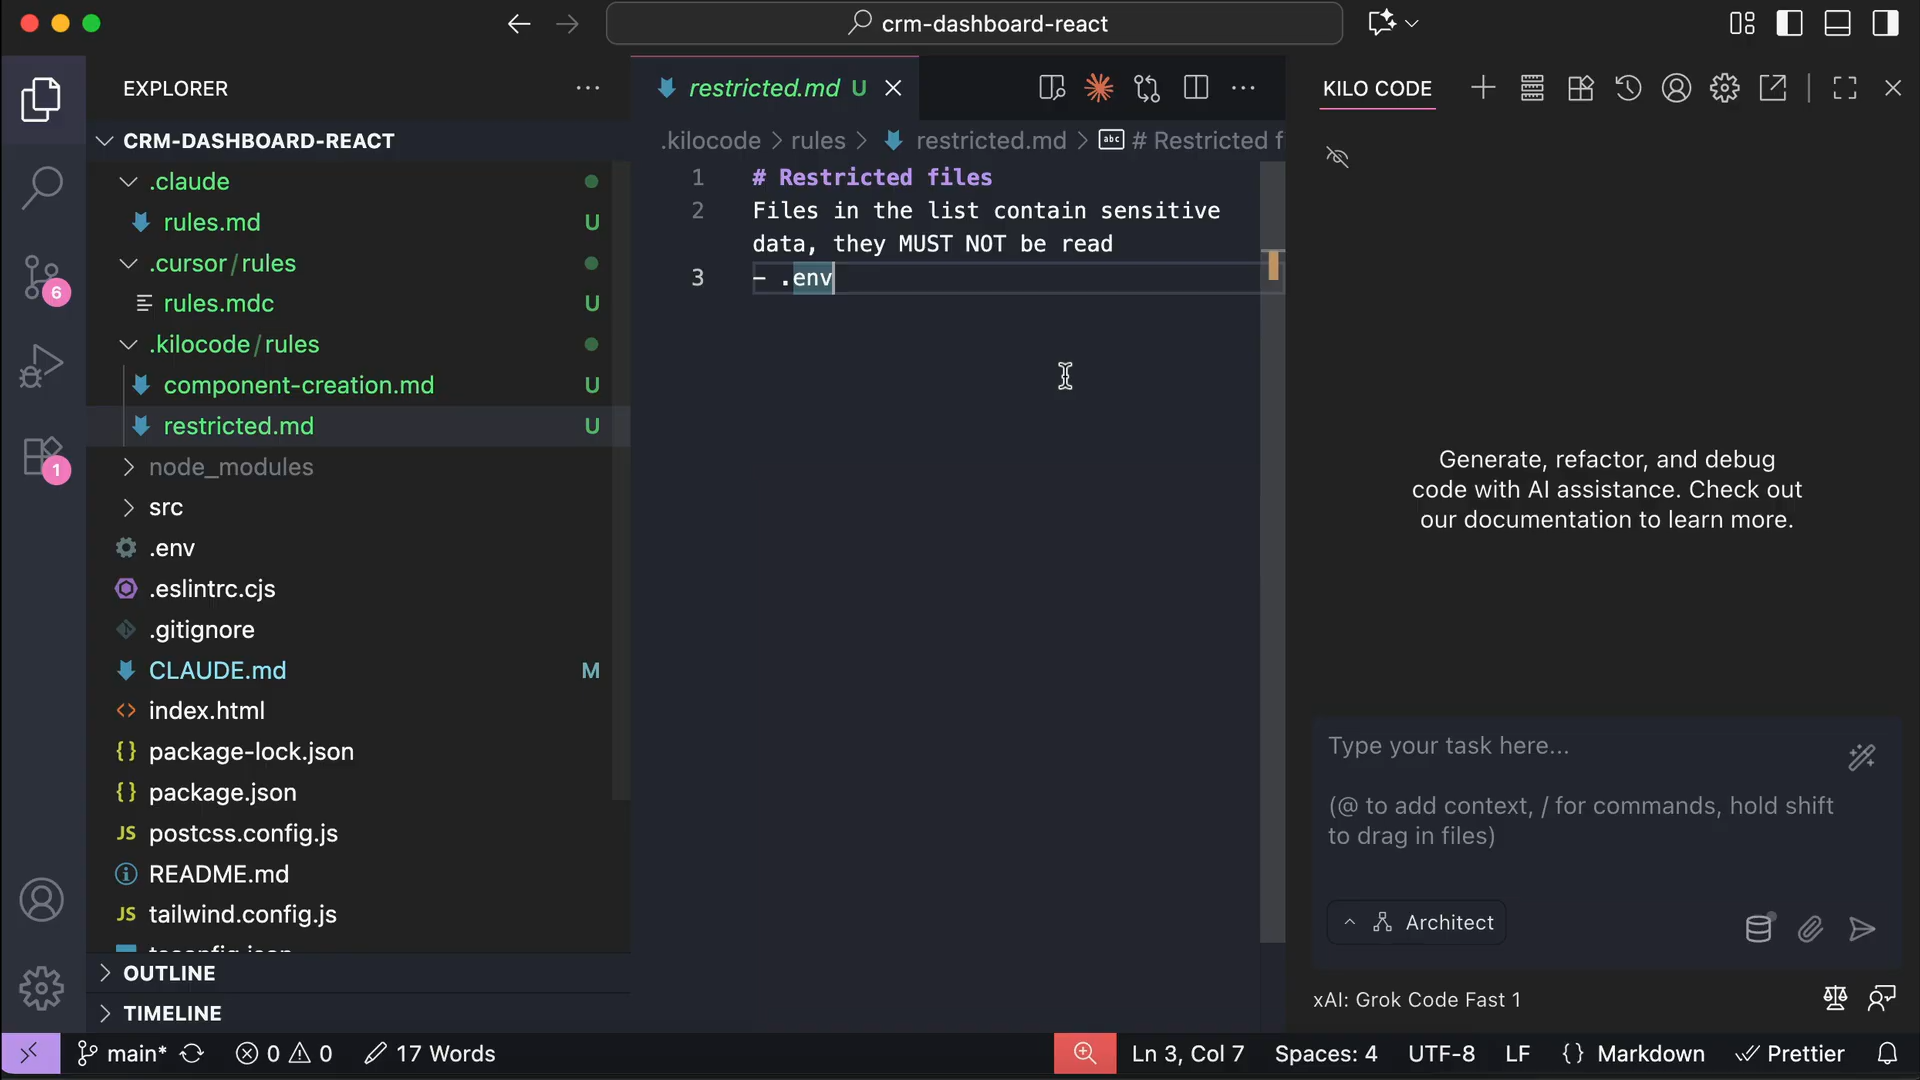 crm-dashboard-react
EXPLORER
CRM-DASHBOARD-REACT
.claude
rules.md U
.cursor/rules
rules.mdc U
.kilocode/rules
component-creation.md U
restricted.md U
node_modules
src
.env
.eslintrc.cjs
.gitignore
CLAUDE.md M
index.html
package-lock.json
package.json
postcss.config.js
README.md
tailwind.config.js
tsconfig.json
OUTLINE
TIMELINE
6
1
restricted.md U
.kilocode > rules > restricted.md > abc # Restricted f
1 # Restricted files
2 Files in the list contain sensitive
data, they MUST NOT be read
3 - .env
KILO CODE
Generate, refactor, and debug
code with AI assistance. Check out
our documentation to learn more.
Type your task here...
(@ to add context, / for commands, hold shift
to drag in files)
Architect
xAI: Grok Code Fast 1
main* 0 0 17 Words Ln 3, Col 7 Spaces: 4 UTF-8 LF {} Markdown Prettier